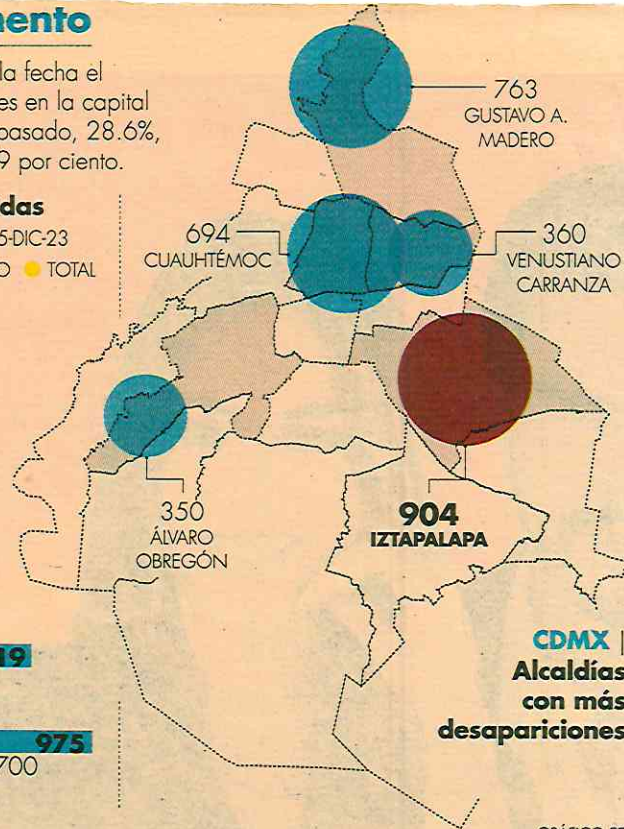 ento
la fecha el
es en la capital
pasado, 28.6%,
9 por ciento.
das
5-DIC-23
O TOTAL
763
GUSTAVO A.
MADERO
694
CUAUHTÉMOC
360
VENUSTIANO
CARRANZA
350
ÁLVARO
OBREGÓN
904
IZTAPALAPA
19
975
700
CDMX |
Alcaldías
con más
desapariciones